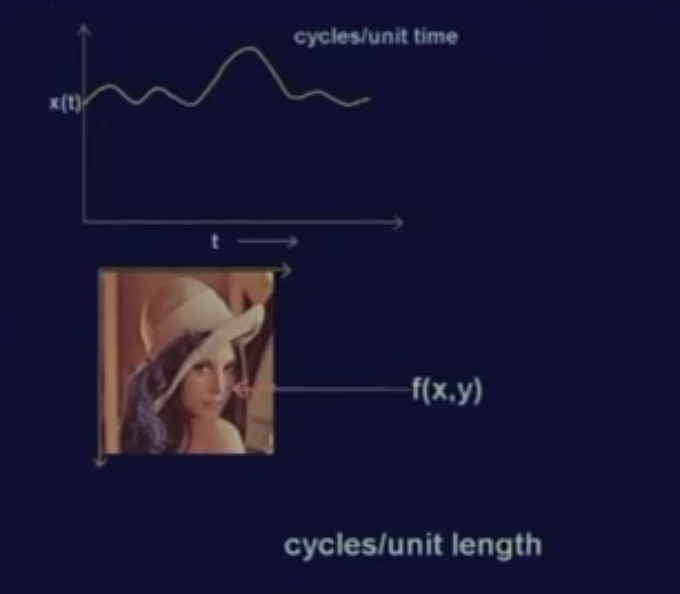 cycles/unit time
x(t)
t
f(x,y)
cycles/unit length